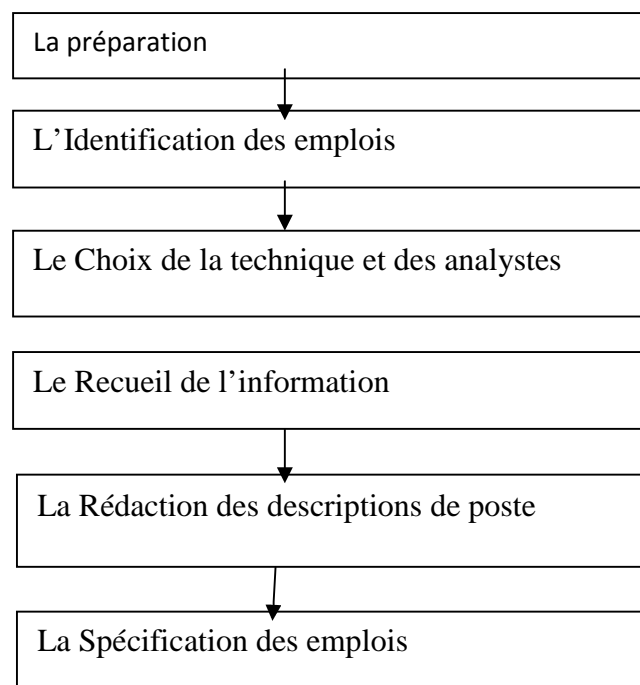 La préparation
L’Identification des emplois
Le Choix de la technique et des analystes
Le Recueil de l’information
La Rédaction des descriptions de poste
La Spécification des emplois